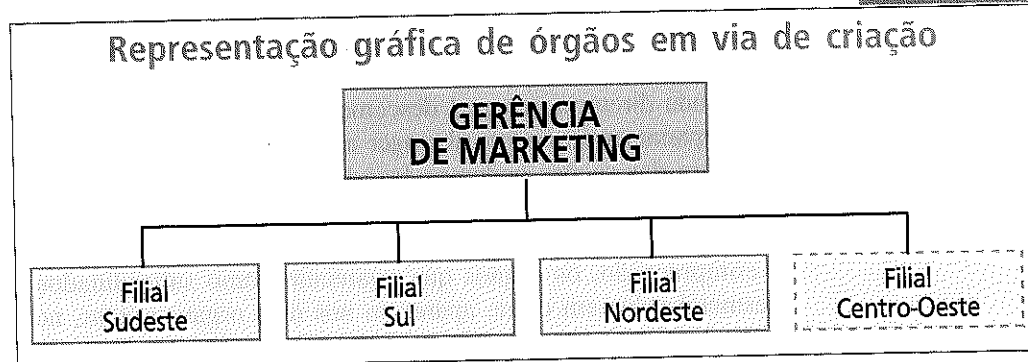 Representação gráfica de órgãos em via de criação
GERÊNCIA
DE MARKETING
Filial
Sudeste
Filial
Sul
Filial
Nordeste
Filial
Centro-Oeste